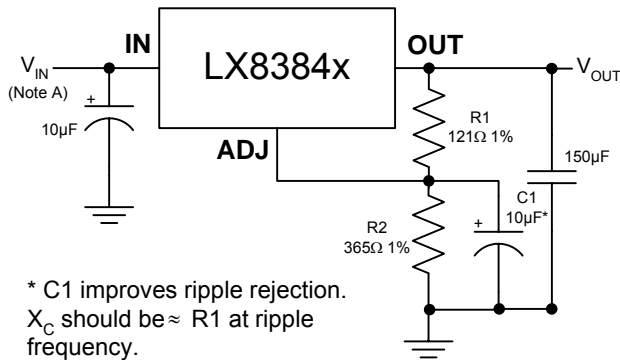 IN
OUT
LX8384x
V_IN
V_OUT
(Note A)
+
10µF
ADJ
R1
121Ω 1%
150µF
C1
10µF*
+
R2
365Ω 1%
* C1 improves ripple rejection.
X_C should be ≈ R1 at ripple
frequency.